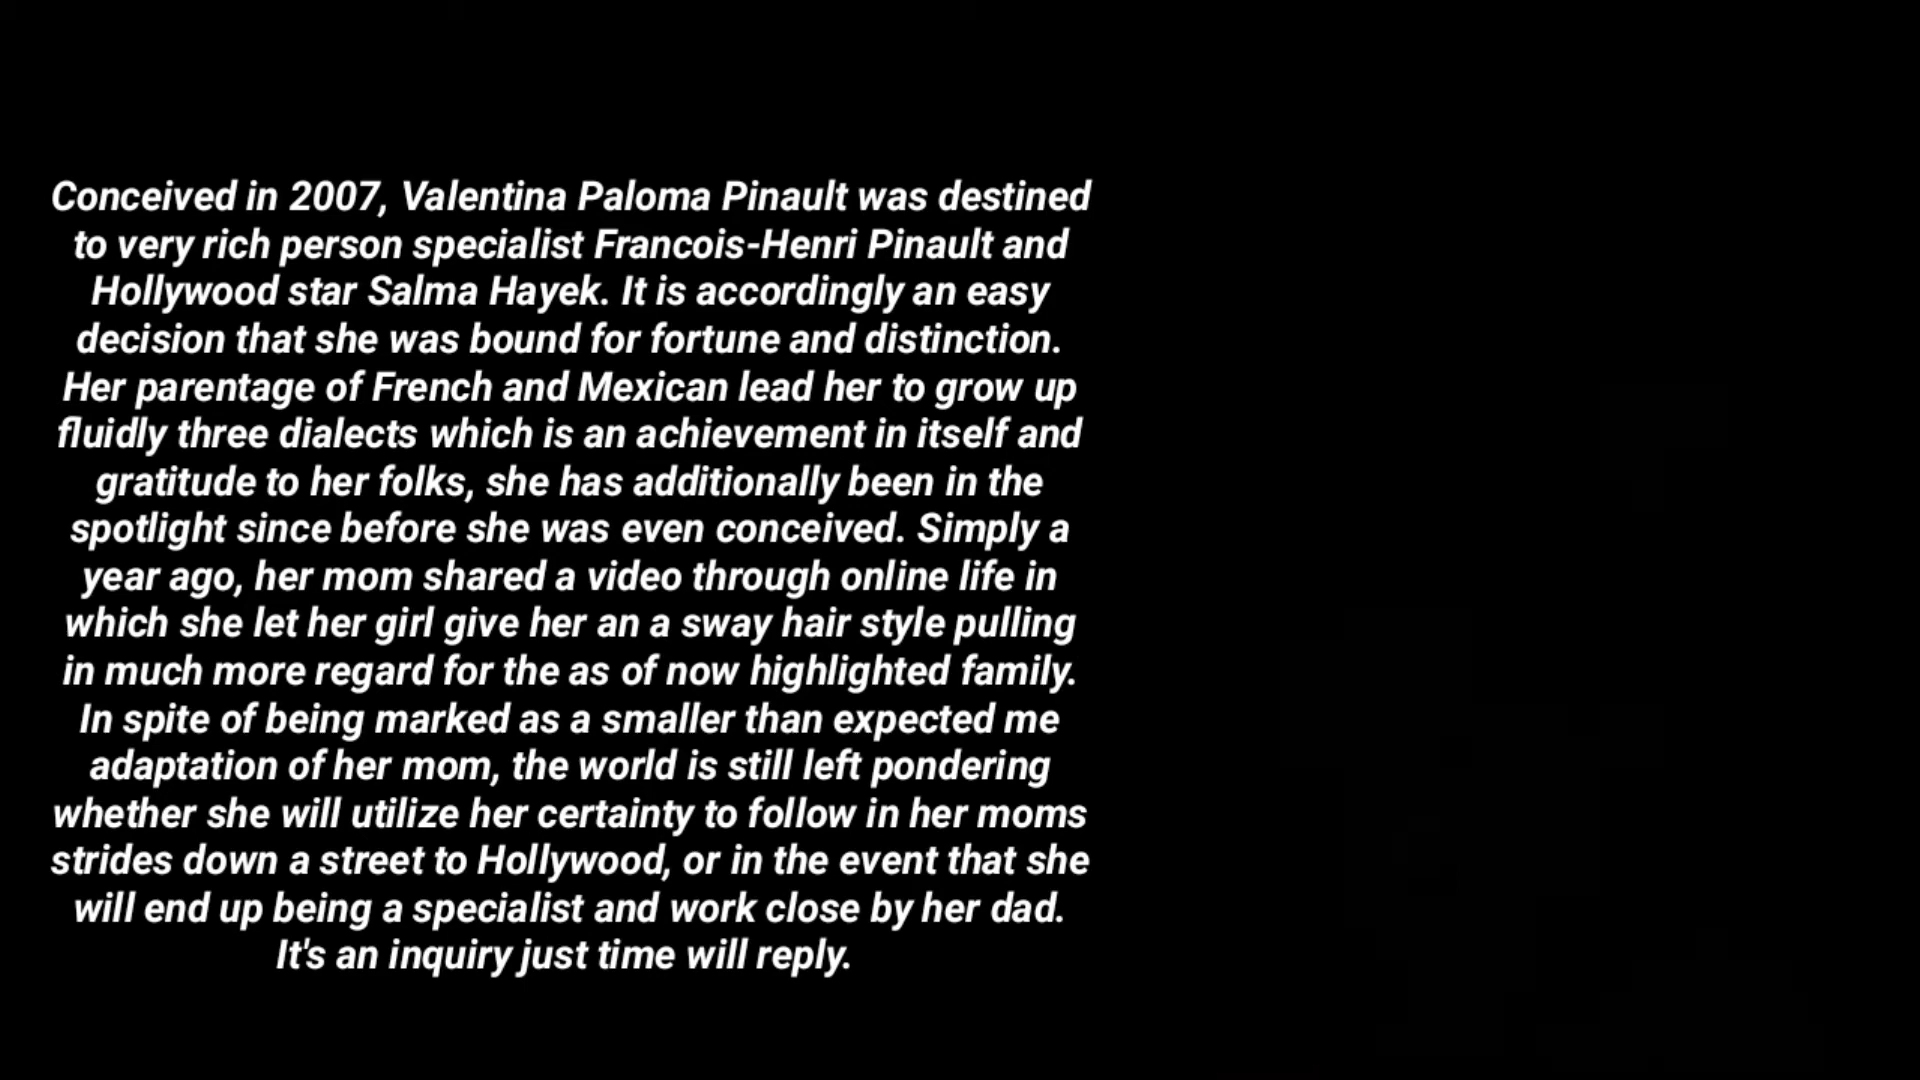 Conceived in 2007, Valentina Paloma Pinault was destined
to very rich person specialist Francois-Henri Pinault and
Hollywood star Salma Hayek. It is accordingly an easy
decision that she was bound for fortune and distinction.
Her parentage of French and Mexican lead her to grow up
fluidly three dialects which is an achievement in itself and
gratitude to her folks, she has additionally been in the
spotlight since before she was even conceived. Simply a
year ago, her mom shared a video through online life in
which she let her girl give her an a sway hair style pulling
in much more regard for the as of now highlighted family.
In spite of being marked as a smaller than expected me
adaptation of her mom, the world is still left pondering
whether she will utilize her certainty to follow in her moms
strides down a street to Hollywood, or in the event that she
will end up being a specialist and work close by her dad.
It's an inquiry just time will reply.